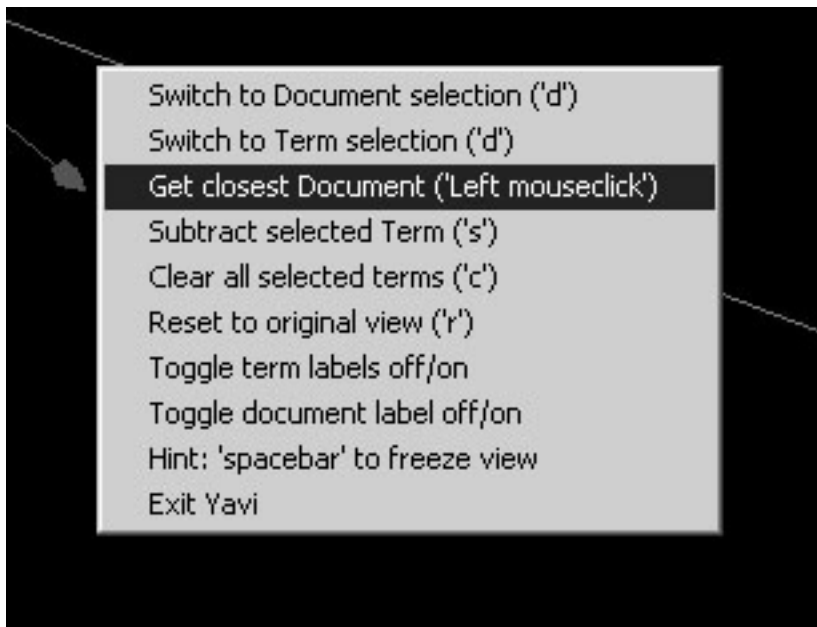 Switch to Document selection ('d')
Switch to Term selection ('d')
Get closest Document ('Left mouseclick')
Subtract selected Term ('s')
Clear all selected terms ('c')
Reset to original view ('r')
Toggle term labels off/on
Toggle document label off/on
Hint: 'spacebar' to freeze view
Exit Yavi